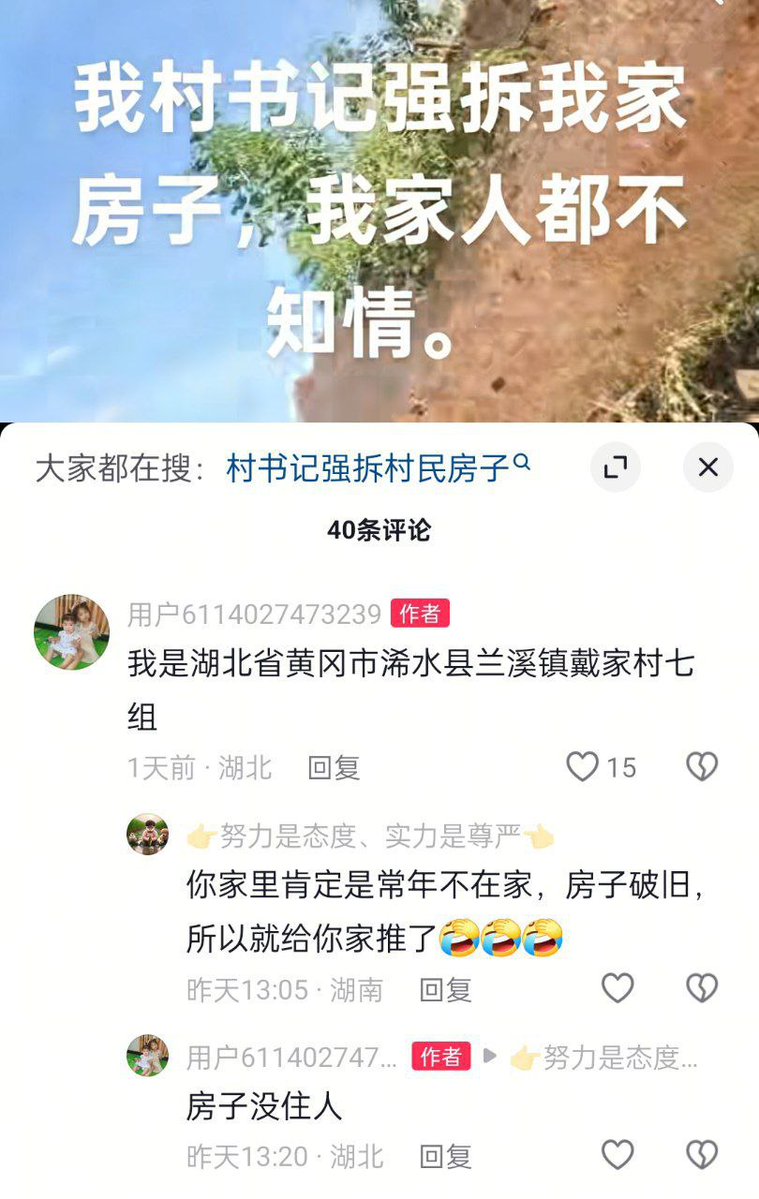 我村书记强拆我家
房子，我家人都不
知情。
大家都在搜：村书记强拆村民房子
40条评论
用户6114027473239 作者
我是湖北省黄冈市浠水县兰溪镇戴家村七
组
1天前·湖北 回复 15
👉努力是态度、实力是尊严👈
你家里肯定是常年不在家，房子破旧，
所以就给你家推了🤣🤣🤣
昨天13:05·湖南 回复
用户611402747... 作者 ▶ 👉努力是态度...
房子没住人
昨天13:20·湖北 回复